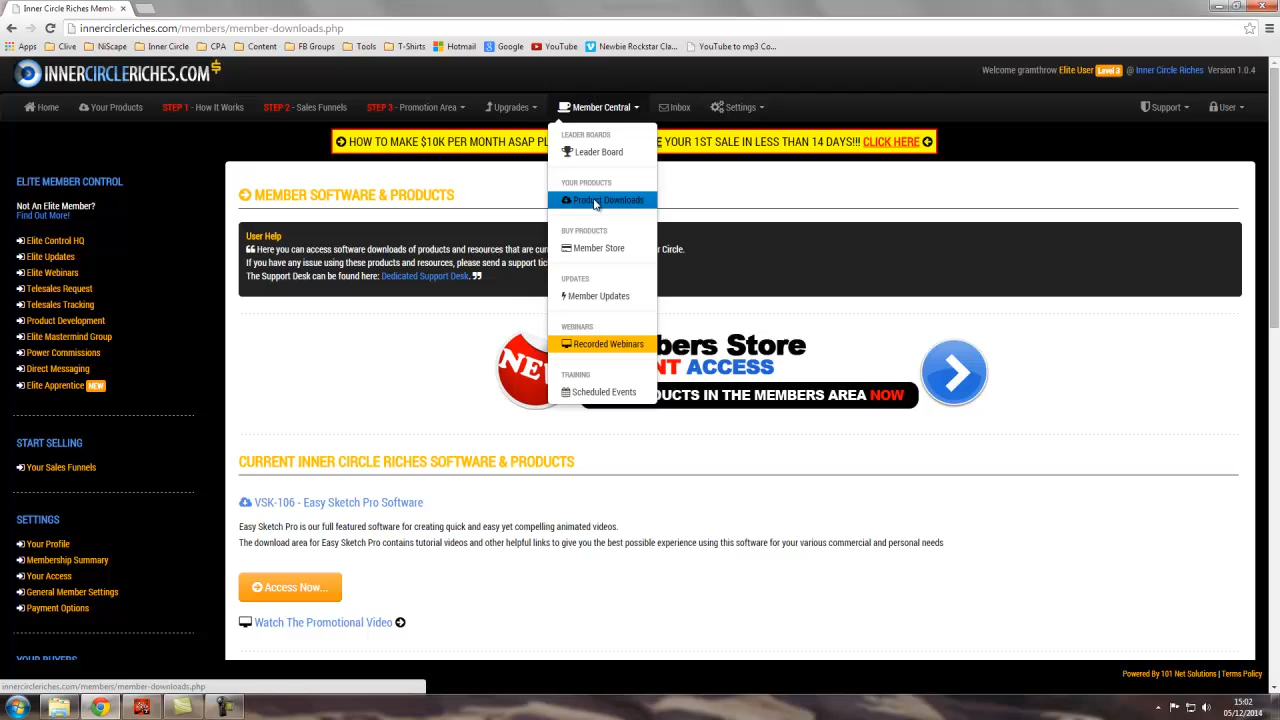 Inner Circle Riches Memb
innercircleriches.com/members/member-downloads.php
Apps Clive NiScape Inner Circle CPA Content FB Groups Tools T-Shirts Hotmail Google YouTube Newbie Rockstar Cla... YouTube to mp3 Co...
INNERCIRCLERICHES.COM$
Welcome gramthrow Elite User Level 3 @ Inner Circle Riches Version 1.0.4
Home Your Products STEP 1 - How It Works STEP 2 - Sales Funnels STEP 3 - Promotion Area Upgrades Member Central Inbox Settings Support User
HOW TO MAKE $10K PER MONTH ASAP PL
E YOUR 1ST SALE IN LESS THAN 14 DAYS!!! CLICK HERE
LEADER BOARDS
Leader Board
YOUR PRODUCTS
Product Downloads
BUY PRODUCTS
Member Store
UPDATES
Member Updates
WEBINARS
Recorded Webinars
TRAINING
Scheduled Events
ELITE MEMBER CONTROL
Not An Elite Member?
Find Out More!
Elite Control HQ
Elite Updates
Elite Webinars
Telesales Request
Telesales Tracking
Product Development
Elite Mastermind Group
Power Commissions
Direct Messaging
Elite Apprentice NEW
START SELLING
Your Sales Funnels
SETTINGS
Your Profile
Membership Summary
Your Access
General Member Settings
Payment Options
YOUR BUYERS
MEMBER SOFTWARE & PRODUCTS
User Help
Here you can access software downloads of products and resources that are cur
r Circle.
If you have any issue using these products and resources, please send a support tic
The Support Desk can be found here: Dedicated Support Desk.
NEW
bers Store
NT ACCESS
DUCTS IN THE MEMBERS AREA NOW
CURRENT INNER CIRCLE RICHES SOFTWARE & PRODUCTS
VSK-106 - Easy Sketch Pro Software
Easy Sketch Pro is our full featured software for creating quick and easy yet compelling animated videos.
The download area for Easy Sketch Pro contains tutorial videos and other helpful links to give you the best possible experience using this software for your various commercial and personal needs
Access Now...
Watch The Promotional Video
Powered By 101 Net Solutions | Terms Policy
innercircleriches.com/members/member-downloads.php
15:02
05/12/2014